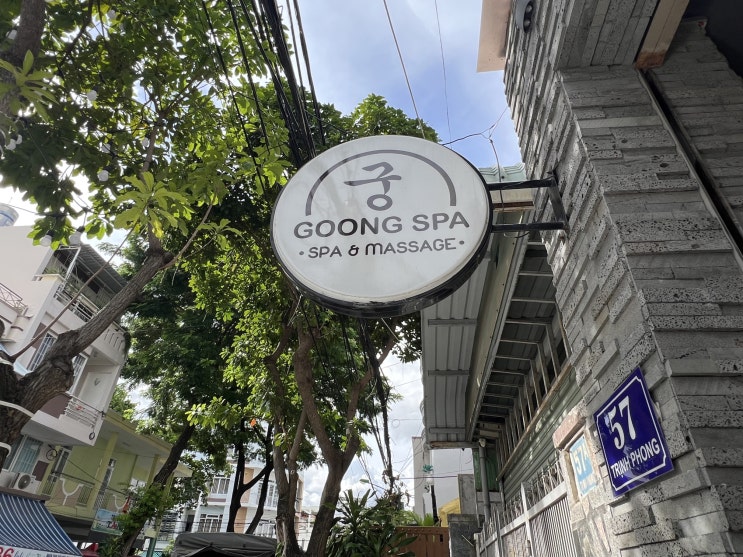 궁
GOONG SPA
• SPA & MASSAGE •
57
TRỊNH PHONG